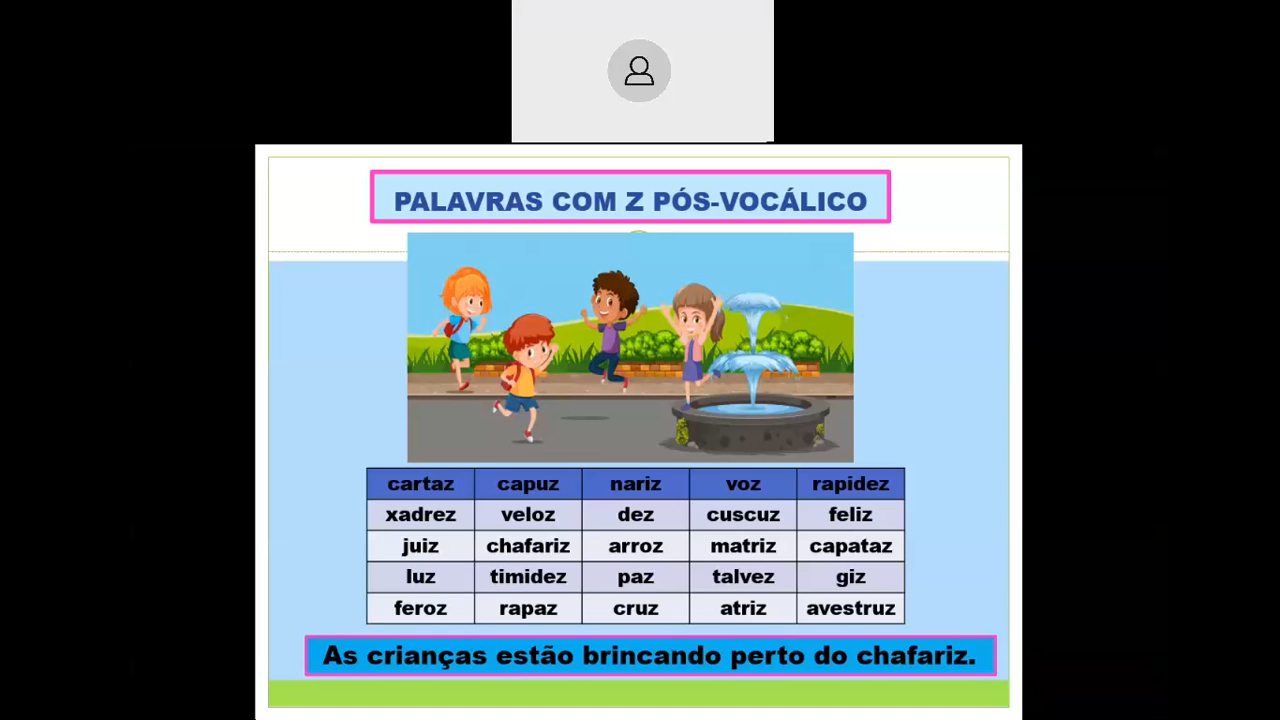 PALAVRAS COM Z PÓS-VOCÁLICO
cartaz capuz nariz voz rapidez
xadrez veloz dez cuscuz feliz
juiz chafariz arroz matriz capataz
luz timidez paz talvez giz
feroz rapaz cruz atriz avestruz
As crianças estão brincando perto do chafariz.